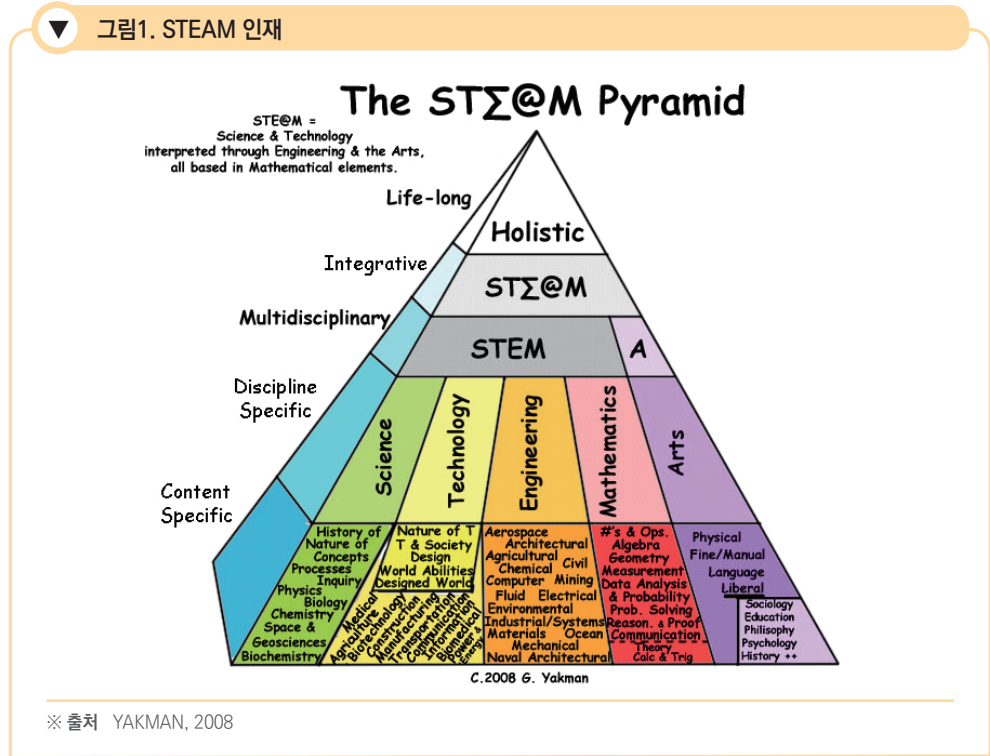 ▼ 그림1. STEAM 인재
The ST∑@M Pyramid
STE@M =
Science & Technology
interpreted through Engineering & the Arts,
all based in Mathematical elements.
Life-long
Holistic
Integrative
ST∑@M
Multidisciplinary
STEM
A
Discipline
Specific
Science
Technology
Engineering
Mathematics
Arts
Content
Specific
History of
Nature of
Concepts
Processes
Inquiry
Physics
Biology
Chemistry
Space &
Geosciences
Biochemistry
Nature of T
T & Society
Design
World Abilities
Designed World
Medical
Agriculture
Biotechnology
Construction
Manufacturing
Transportation
Communication
Information
Biomedical
Power &
Energy
Aerospace
Architectural
Agricultural
Chemical Civil
Computer Mining
Fluid Electrical
Environmental
Industrial/Systems
Materials Ocean
Mechanical
Naval Architectural
#'s & Ops.
Algebra
Geometry
Measurement
Data Analysis
& Probability
Prob. Solving
Reason. & Proof
Communication
Theory
Calc & Trig
Physical
Fine/Manual
Language
Liberal
Sociology
Education
Philisophy
Psychology
History ++
C.2008 G. Yakman
※ 출처 YAKMAN, 2008